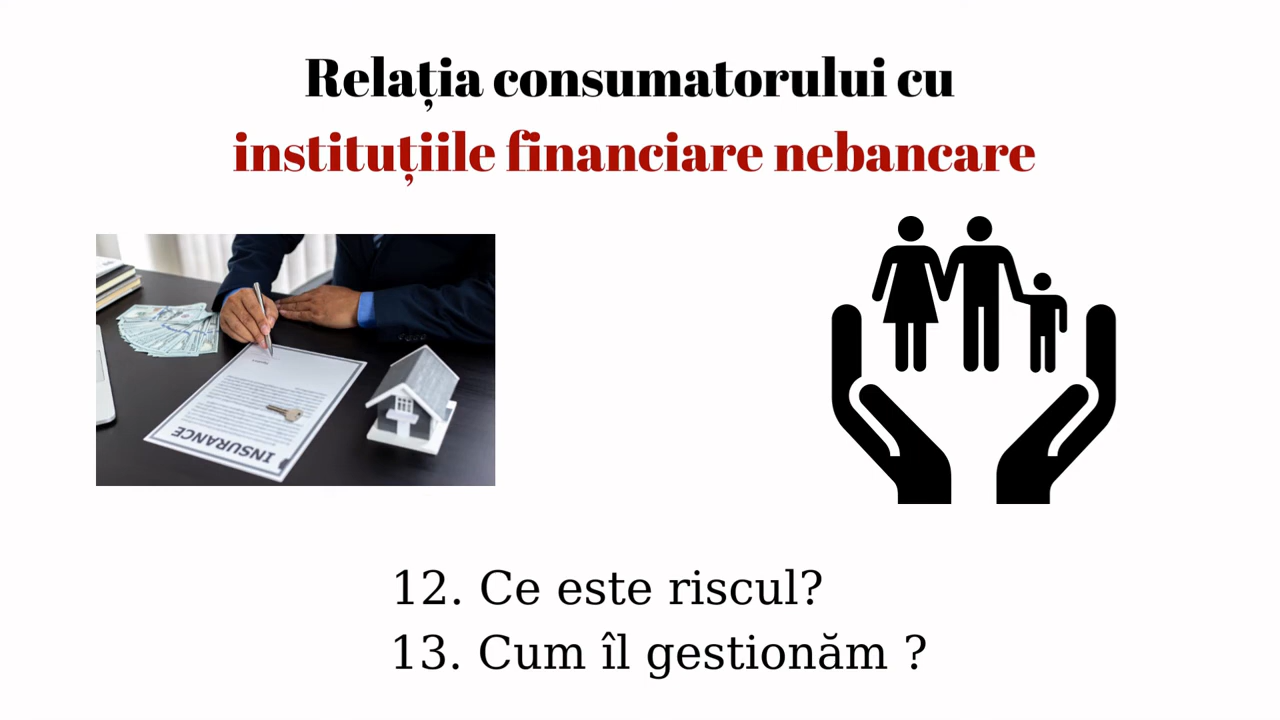 Relația consumatorului cu
instituțiile financiare nebancare
INSURANCE
12. Ce este riscul?
13. Cum îl gestionăm ?